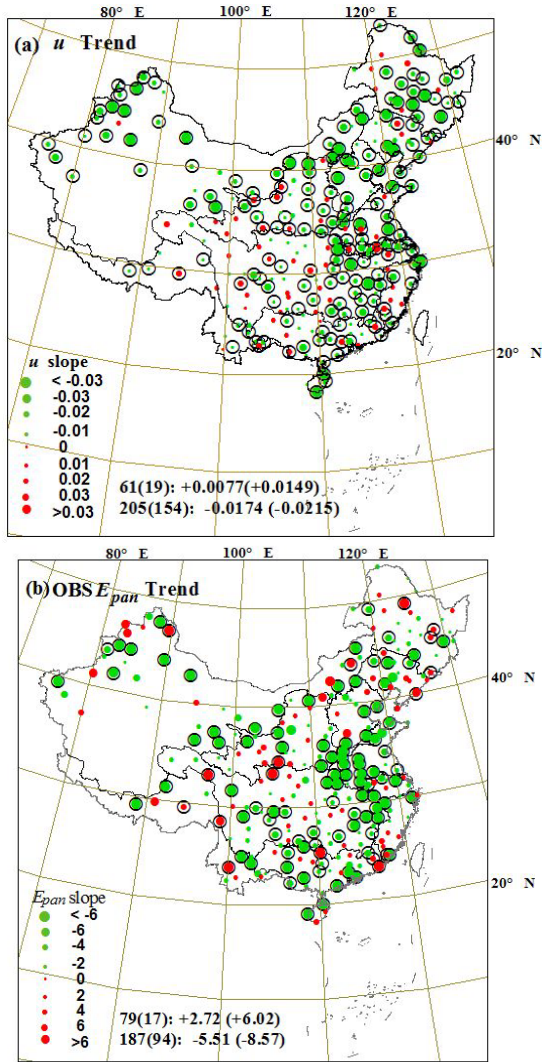 80° E 100° E 120° E
(a) u Trend
40° N
20° N
u slope
< -0.03
-0.03
-0.02
-0.01
0
0.01
0.02
0.03
>0.03
61(19): +0.0077(+0.0149)
205(154): -0.0174 (-0.0215)
80° E 100° E 120° E
(b) OBS Epan Trend
40° N
20° N
Epan slope
< -6
-6
-4
-2
0
2
4
6
>6
79(17): +2.72 (+6.02)
187(94): -5.51 (-8.57)